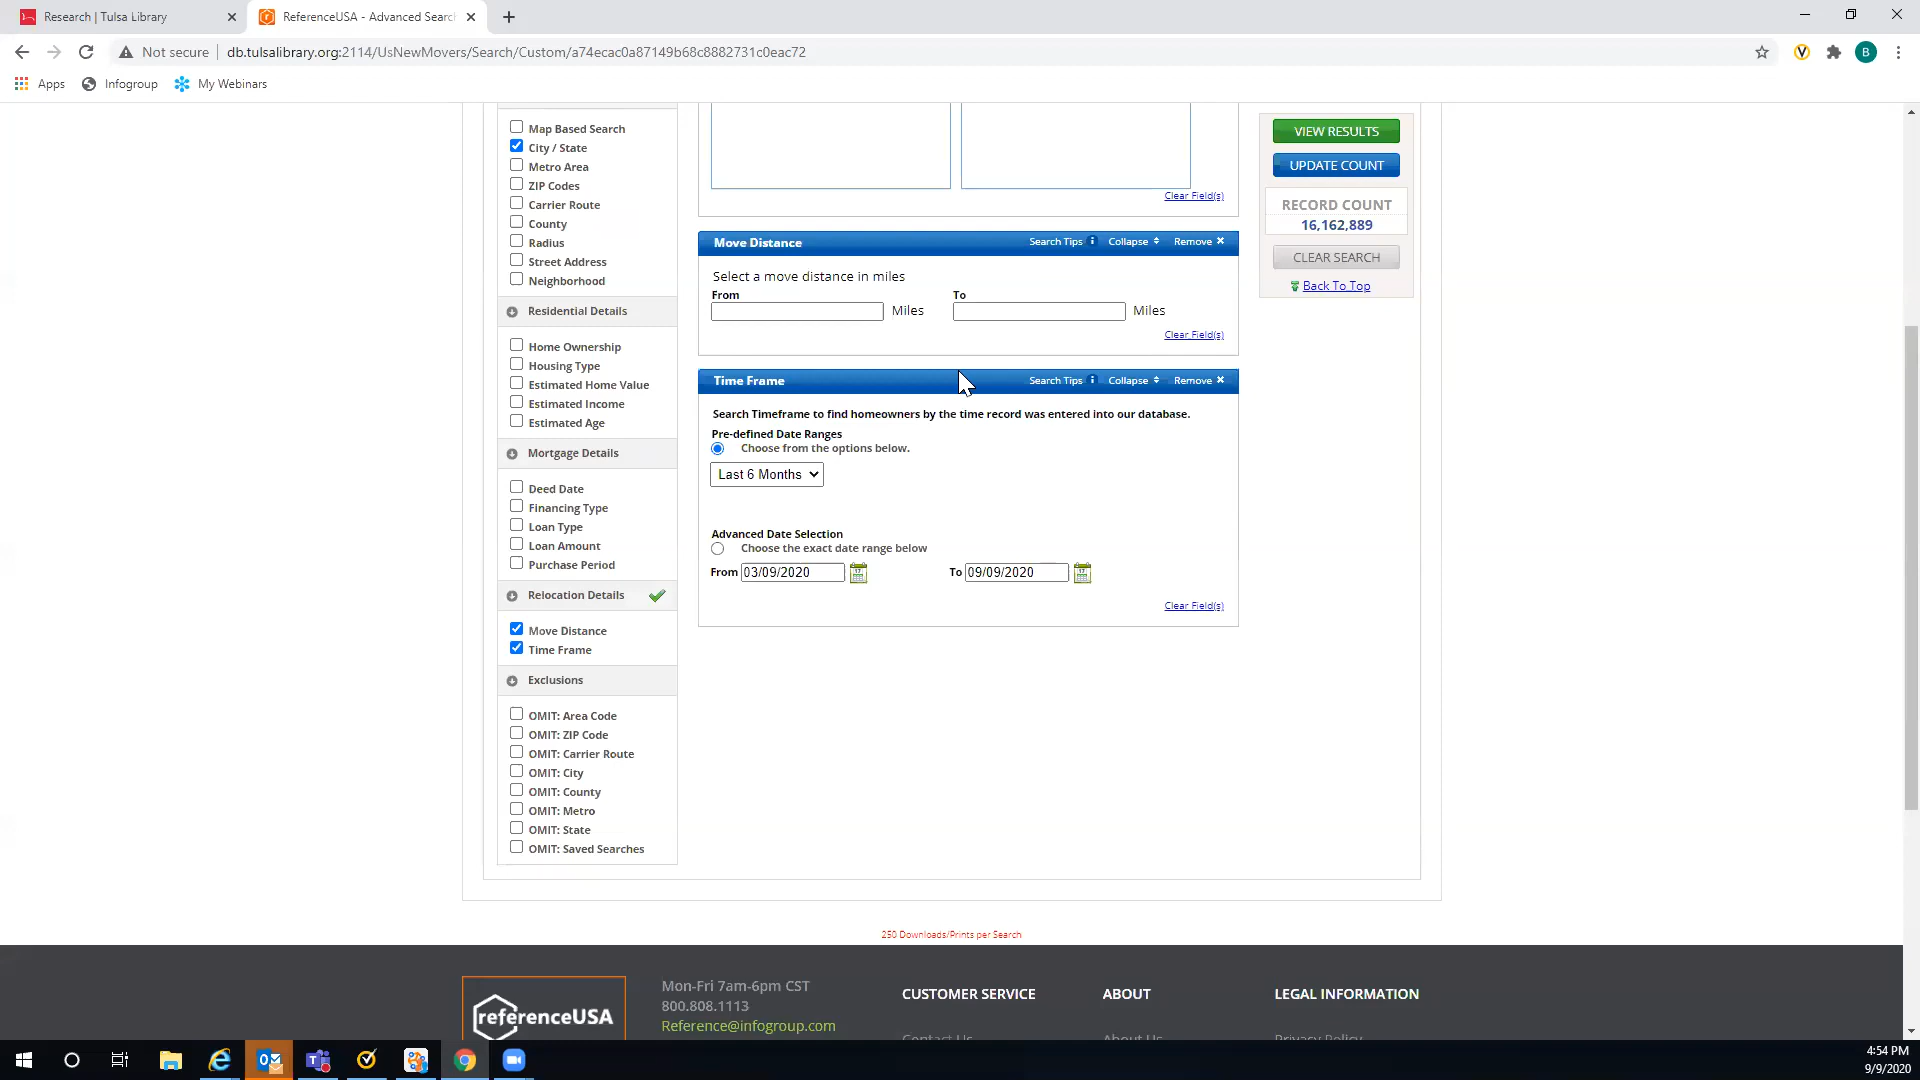 Research | Tulsa Library
ReferenceUSA - Advanced Searc
Not secure
db.tulsalibrary.org:2114/UsNewMovers/Search/Custom/a74ecac0a87149b68c8882731c0eac72
B
Apps
Infogroup
My Webinars
Map Based Search
City / State
Metro Area
ZIP Codes
Carrier Route
County
Radius
Street Address
Neighborhood
Residential Details
Home Ownership
Housing Type
Estimated Home Value
Estimated Income
Estimated Age
Mortgage Details
Deed Date
Financing Type
Loan Type
Loan Amount
Purchase Period
Relocation Details
Move Distance
Time Frame
Exclusions
OMIT: Area Code
OMIT: ZIP Code
OMIT: Carrier Route
OMIT: City
OMIT: County
OMIT: Metro
OMIT: State
OMIT: Saved Searches
Clear Field(s)
Move Distance Search Tips Collapse Remove
Select a move distance in miles
From To
Miles Miles
Clear Field(s)
Time Frame Search Tips Collapse Remove
Search Timeframe to find homeowners by the time record was entered into our database.
Pre-defined Date Ranges
Choose from the options below.
Last 6 Months
Advanced Date Selection
Choose the exact date range below
From 03/09/2020 To 09/09/2020
Clear Field(s)
VIEW RESULTS
UPDATE COUNT
RECORD COUNT
16,162,889
CLEAR SEARCH
Back To Top
250 Downloads/Prints per Search
referenceUSA
Mon-Fri 7am-6pm CST
800.808.1113
Reference@infogroup.com
CUSTOMER SERVICE
Contact Us
ABOUT
About Us
LEGAL INFORMATION
Privacy Policy
4:54 PM
9/9/2020